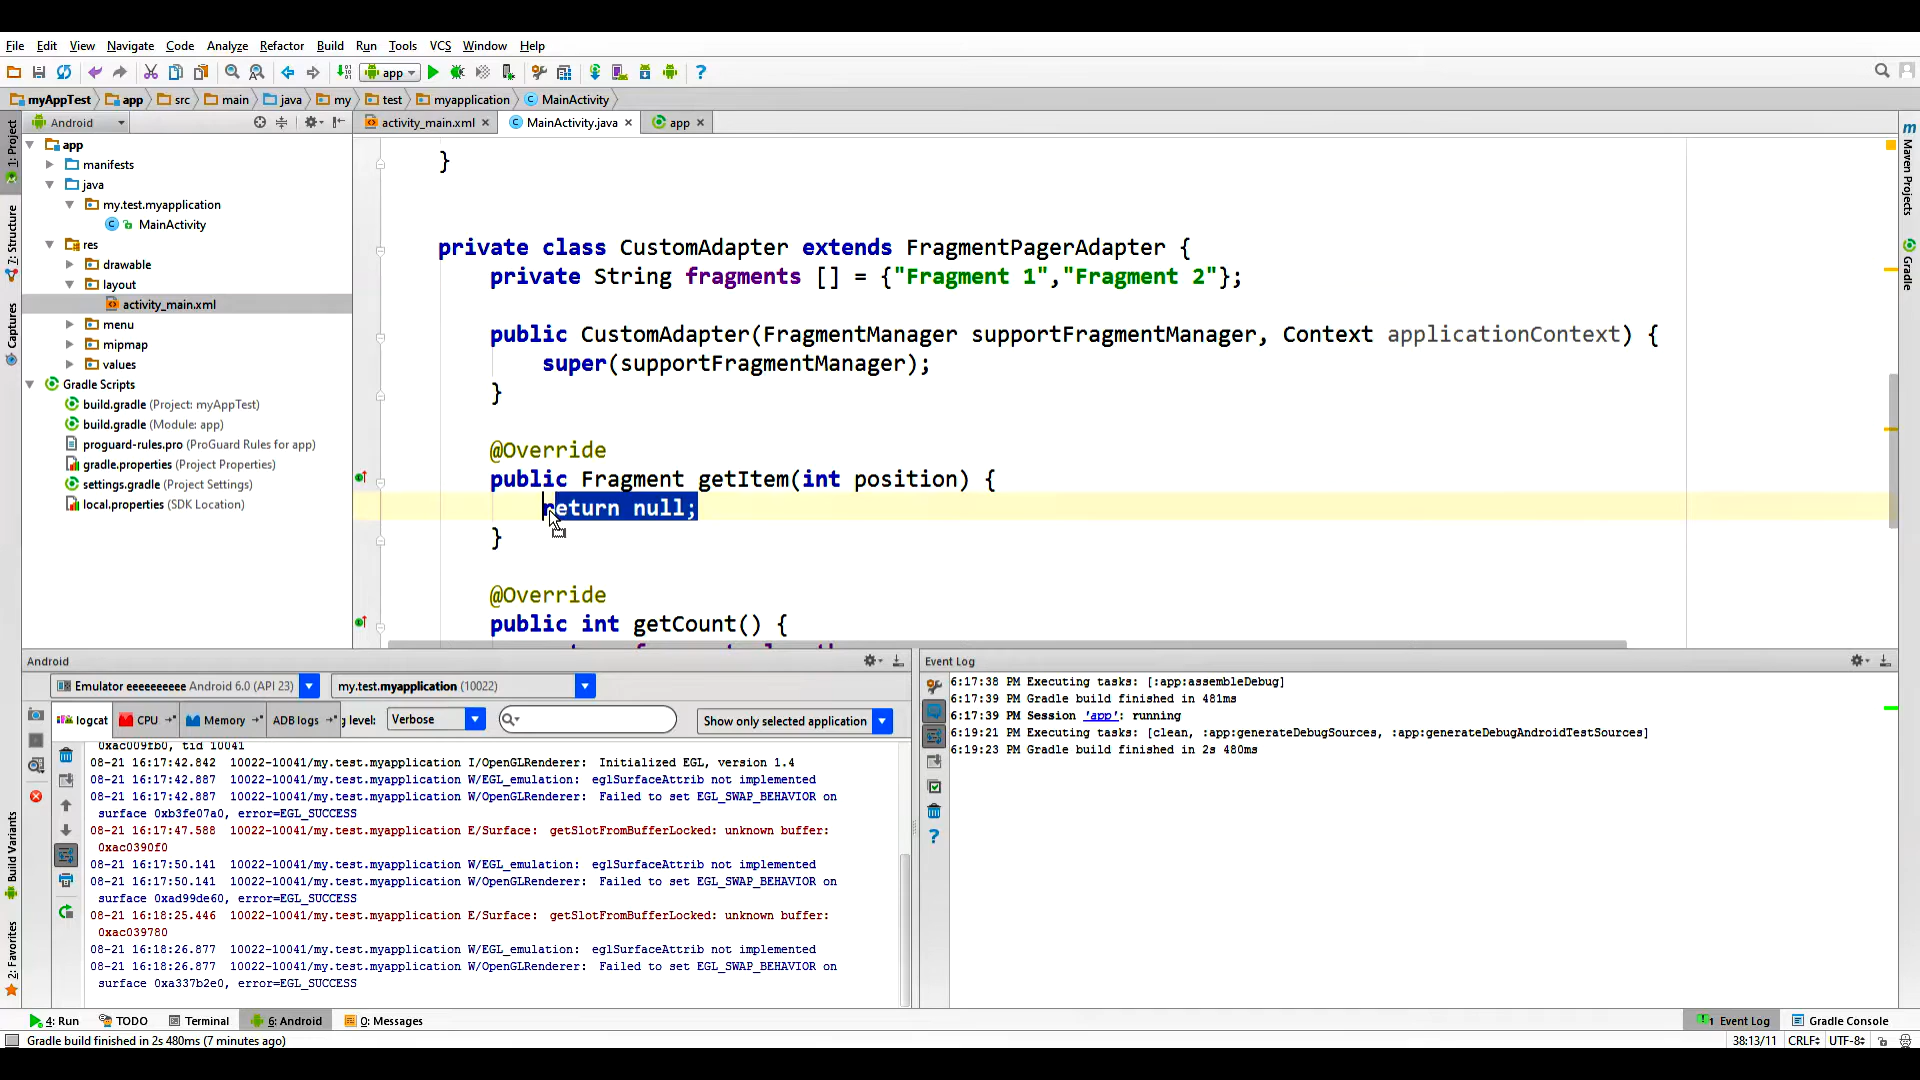 File Edit View Navigate Code Analyze Refactor Build Run Tools VCS Window Help
app
myAppTest app src main java my test myapplication MainActivity
Android
activity_main.xml MainActivity.java app
1: Project
7: Structure
Captures
Build Variants
2: Favorites
app
manifests
java
my.test.myapplication
MainActivity
res
drawable
layout
activity_main.xml
menu
mipmap
values
Gradle Scripts
build.gradle (Project: myAppTest)
build.gradle (Module: app)
proguard-rules.pro (ProGuard Rules for app)
gradle.properties (Project Properties)
settings.gradle (Project Settings)
local.properties (SDK Location)
}
private class CustomAdapter extends FragmentPagerAdapter {
private String fragments [] = {"Fragment 1","Fragment 2"};
public CustomAdapter(FragmentManager supportFragmentManager, Context applicationContext) {
super(supportFragmentManager);
}
@Override
public Fragment getItem(int position) {
return null;
}
@Override
public int getCount() {
Maven Projects
Gradle
Android
Emulator eeeeeeeeee Android 6.0 (API 23) my.test.myapplication (10022)
logcat CPU Memory ADB logs g level: Verbose Show only selected application
0xac009fb0, tid 10041
08-21 16:17:42.842 10022-10041/my.test.myapplication I/OpenGLRenderer: Initialized EGL, version 1.4
08-21 16:17:42.887 10022-10041/my.test.myapplication W/EGL_emulation: eglSurfaceAttrib not implemented
08-21 16:17:42.887 10022-10041/my.test.myapplication W/OpenGLRenderer: Failed to set EGL_SWAP_BEHAVIOR on
surface 0xb3fe07a0, error=EGL_SUCCESS
08-21 16:17:47.588 10022-10041/my.test.myapplication E/Surface: getSlotFromBufferLocked: unknown buffer:
0xac0390f0
08-21 16:17:50.141 10022-10041/my.test.myapplication W/EGL_emulation: eglSurfaceAttrib not implemented
08-21 16:17:50.141 10022-10041/my.test.myapplication W/OpenGLRenderer: Failed to set EGL_SWAP_BEHAVIOR on
surface 0xad99de60, error=EGL_SUCCESS
08-21 16:18:25.446 10022-10041/my.test.myapplication E/Surface: getSlotFromBufferLocked: unknown buffer:
0xac039780
08-21 16:18:26.877 10022-10041/my.test.myapplication W/EGL_emulation: eglSurfaceAttrib not implemented
08-21 16:18:26.877 10022-10041/my.test.myapplication W/OpenGLRenderer: Failed to set EGL_SWAP_BEHAVIOR on
surface 0xa337b2e0, error=EGL_SUCCESS
Event Log
6:17:38 PM Executing tasks: [:app:assembleDebug]
6:17:39 PM Gradle build finished in 481ms
6:17:39 PM Session 'app': running
6:19:21 PM Executing tasks: [clean, :app:generateDebugSources, :app:generateDebugAndroidTestSources]
6:19:23 PM Gradle build finished in 2s 480ms
4: Run TODO Terminal 6: Android 0: Messages 1 Event Log Gradle Console
Gradle build finished in 2s 480ms (7 minutes ago) 38:13/11 CRLF UTF-8